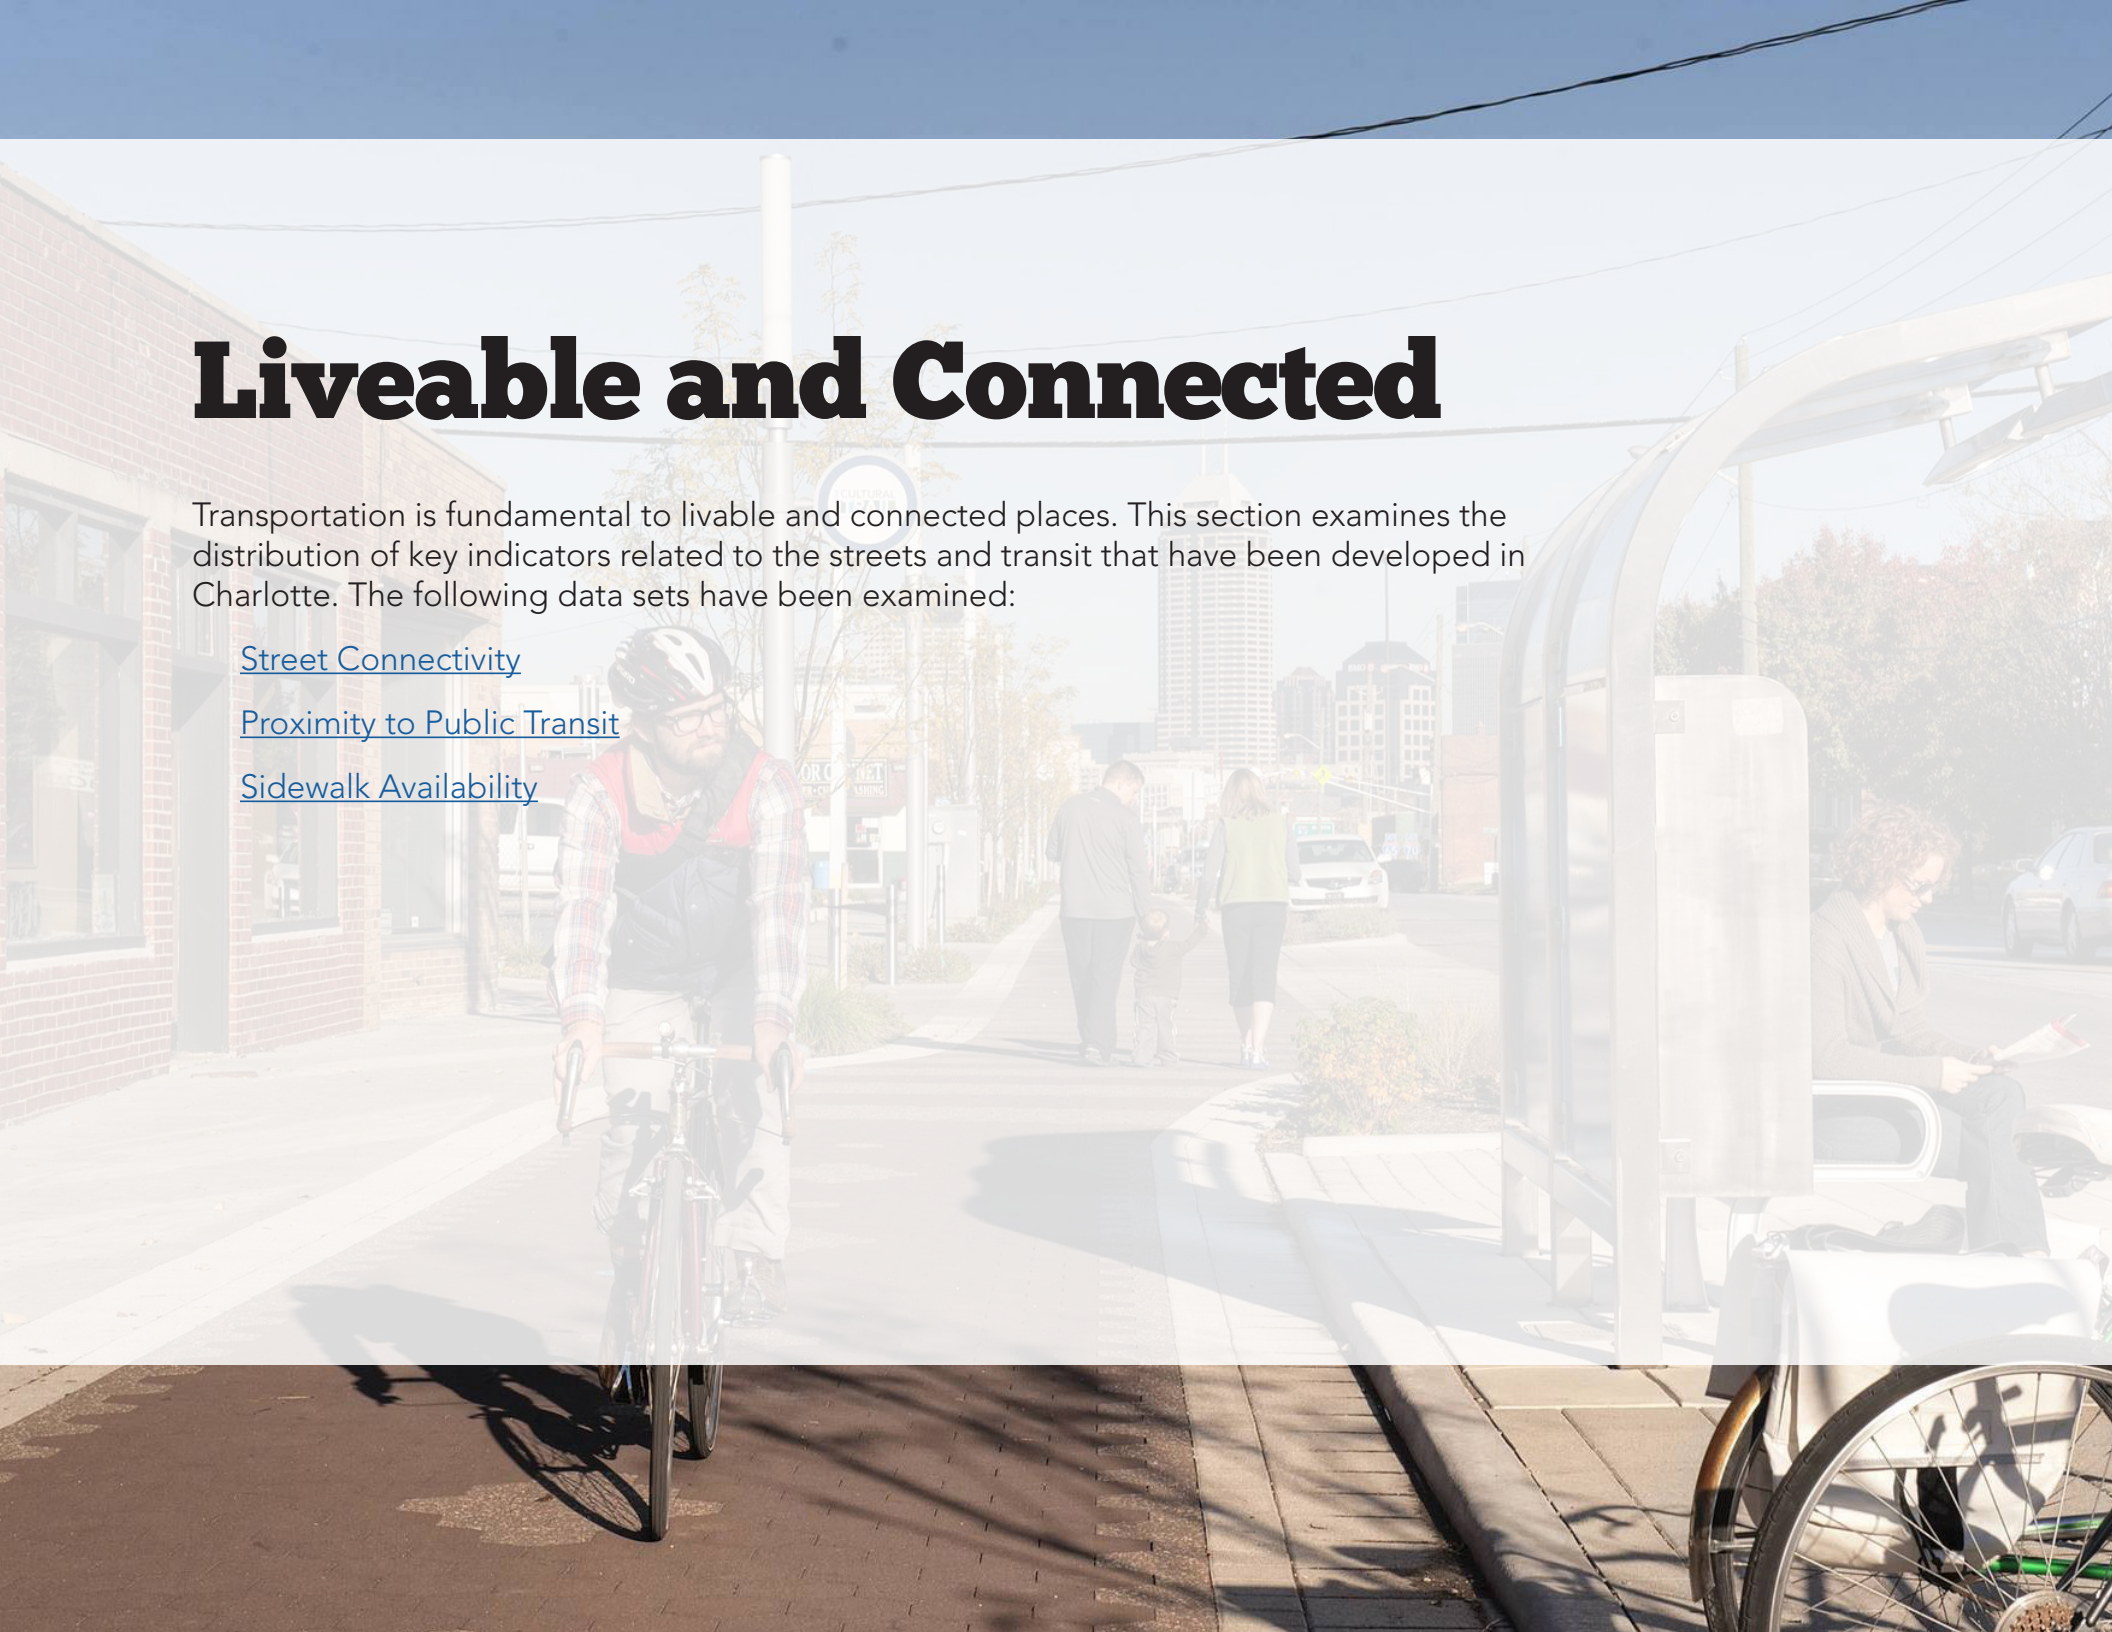 Liveable and Connected
CULTURAL
Transportation is fundamental to livable and connected places. This section examines the
distribution of key indicators related to the streets and transit that have been developed in
Charlotte. The following data sets have been examined:
Street Connectivity
Proximity to Public Transit
Sidewalk Availability